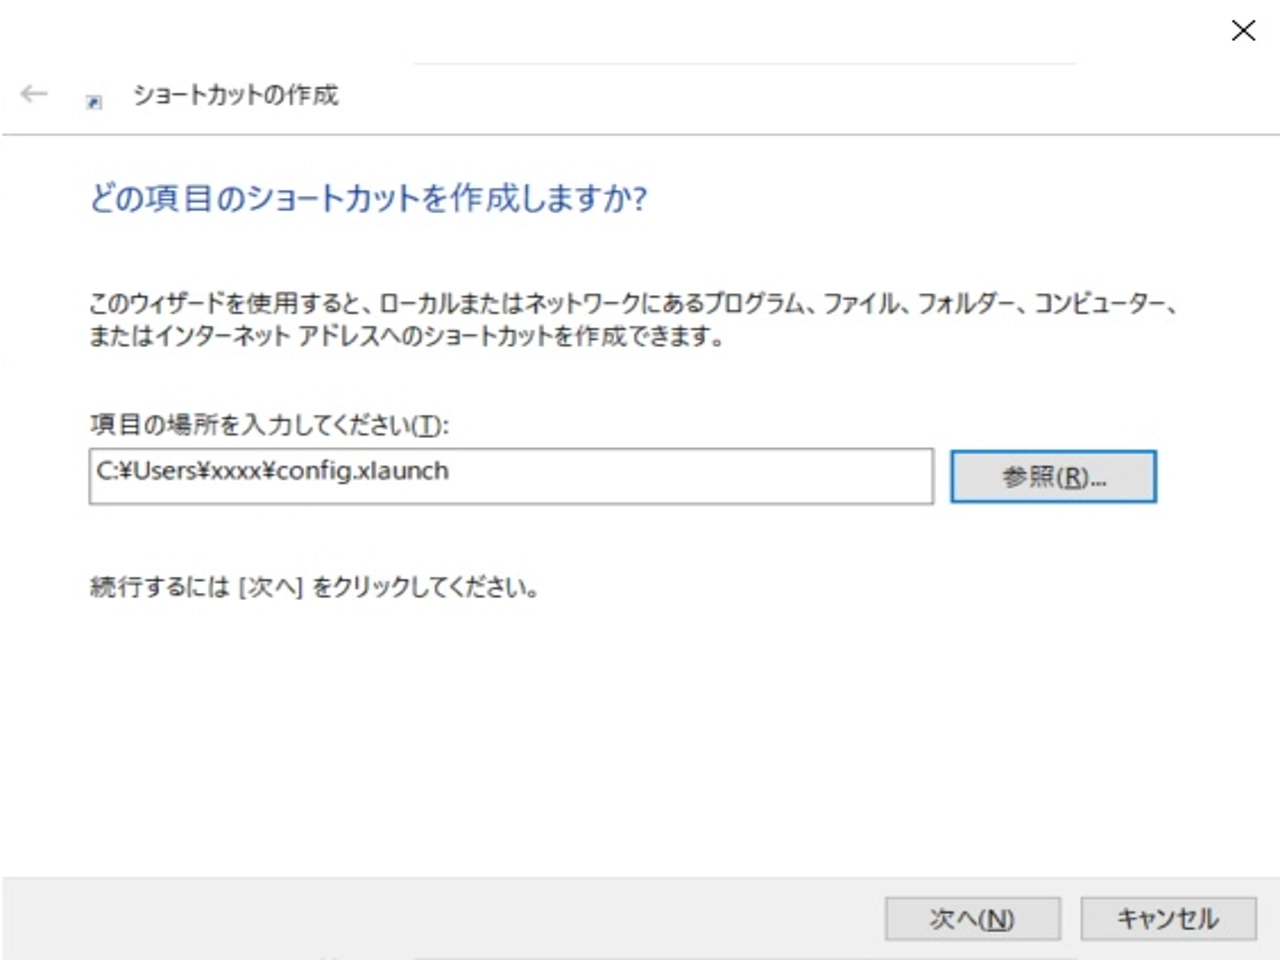 ショートカットの作成
どの項目のショートカットを作成しますか?
このウィザードを使用すると、ローカルまたはネットワークにあるプログラム、ファイル、フォルダー、コンピューター、
またはインターネット アドレスへのショートカットを作成できます。
項目の場所を入力してください(T):
C:¥Users¥xxxx¥config.xlaunch
参照(R)...
続行するには [次へ] をクリックしてください。
次へ(N)
キャンセル